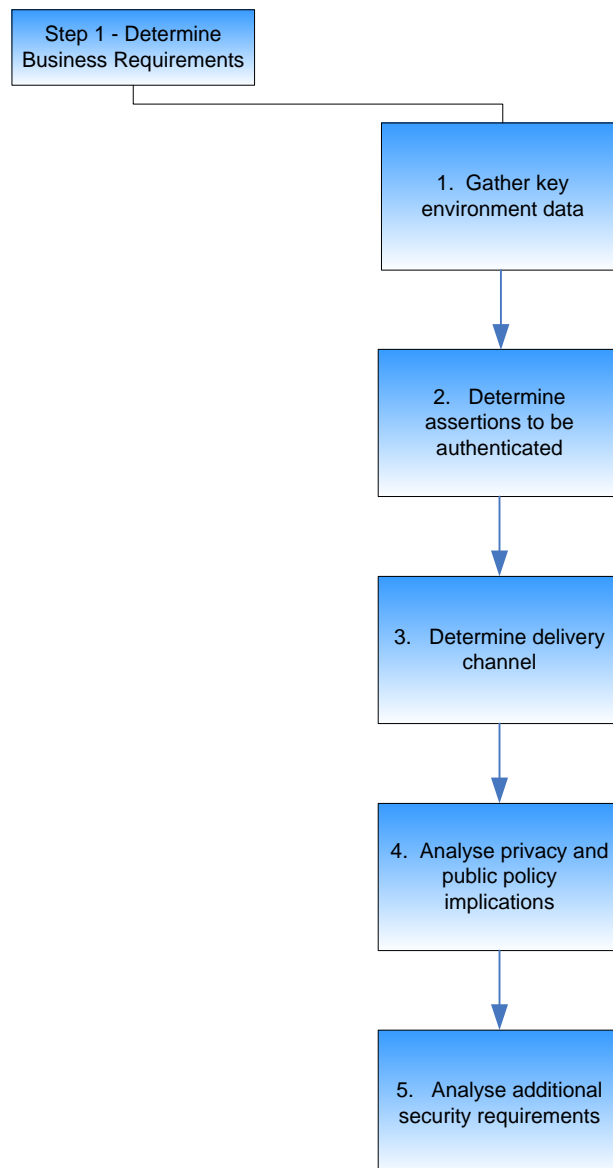 Step 1 - Determine
Business Requirements
1. Gather key
environment data
2. Determine
assertions to be
authenticated
3. Determine delivery
channel
4. Analyse privacy and
public policy
implications
5. Analyse additional
security requirements